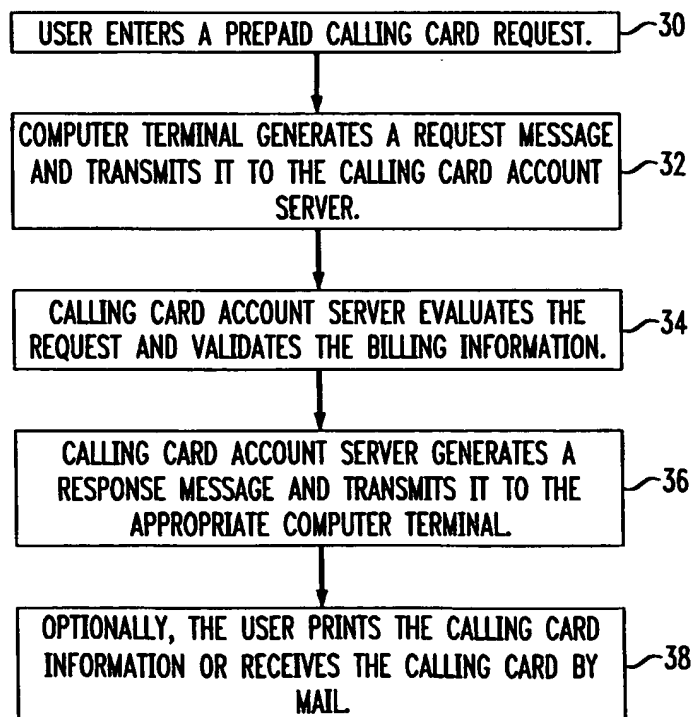 USER ENTERS A PREPAID CALLING CARD REQUEST.
30
COMPUTER TERMINAL GENERATES A REQUEST MESSAGE
AND TRANSMITS IT TO THE CALLING CARD ACCOUNT
SERVER.
32
CALLING CARD ACCOUNT SERVER EVALUATES THE
REQUEST AND VALIDATES THE BILLING INFORMATION.
34
CALLING CARD ACCOUNT SERVER GENERATES A
RESPONSE MESSAGE AND TRANSMITS IT TO THE
APPROPRIATE COMPUTER TERMINAL.
36
OPTIONALLY, THE USER PRINTS THE CALLING CARD
INFORMATION OR RECEIVES THE CALLING CARD BY
MAIL.
38